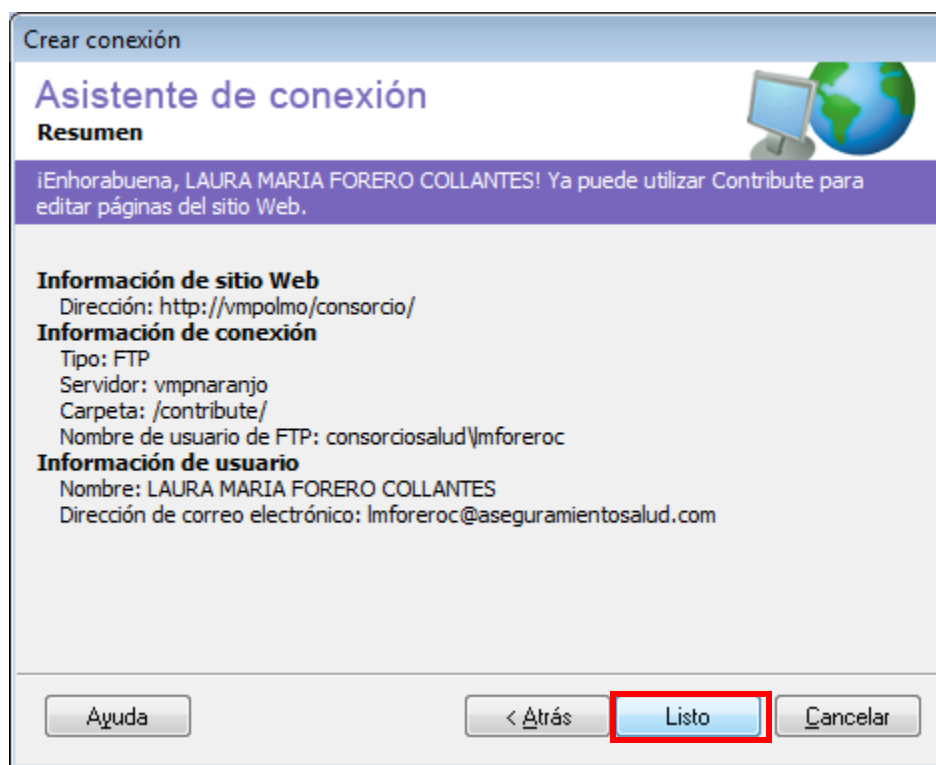 Crear conexión
Asistente de conexión
Resumen
¡Enhorabuena, LAURA MARIA FORERO COLLANTES! Ya puede utilizar Contribute para
editar páginas del sitio Web.
Información de sitio Web
Dirección: http://vmpolmo/consorcio/
Información de conexión
Tipo: FTP
Servidor: vmpnaranjo
Carpeta: /contribute/
Nombre de usuario de FTP: consorciosalud\lmforeroc
Información de usuario
Nombre: LAURA MARIA FORERO COLLANTES
Dirección de correo electrónico: lmforeroc@aseguramientosalud.com
Ayuda
< Atrás
Listo
Cancelar